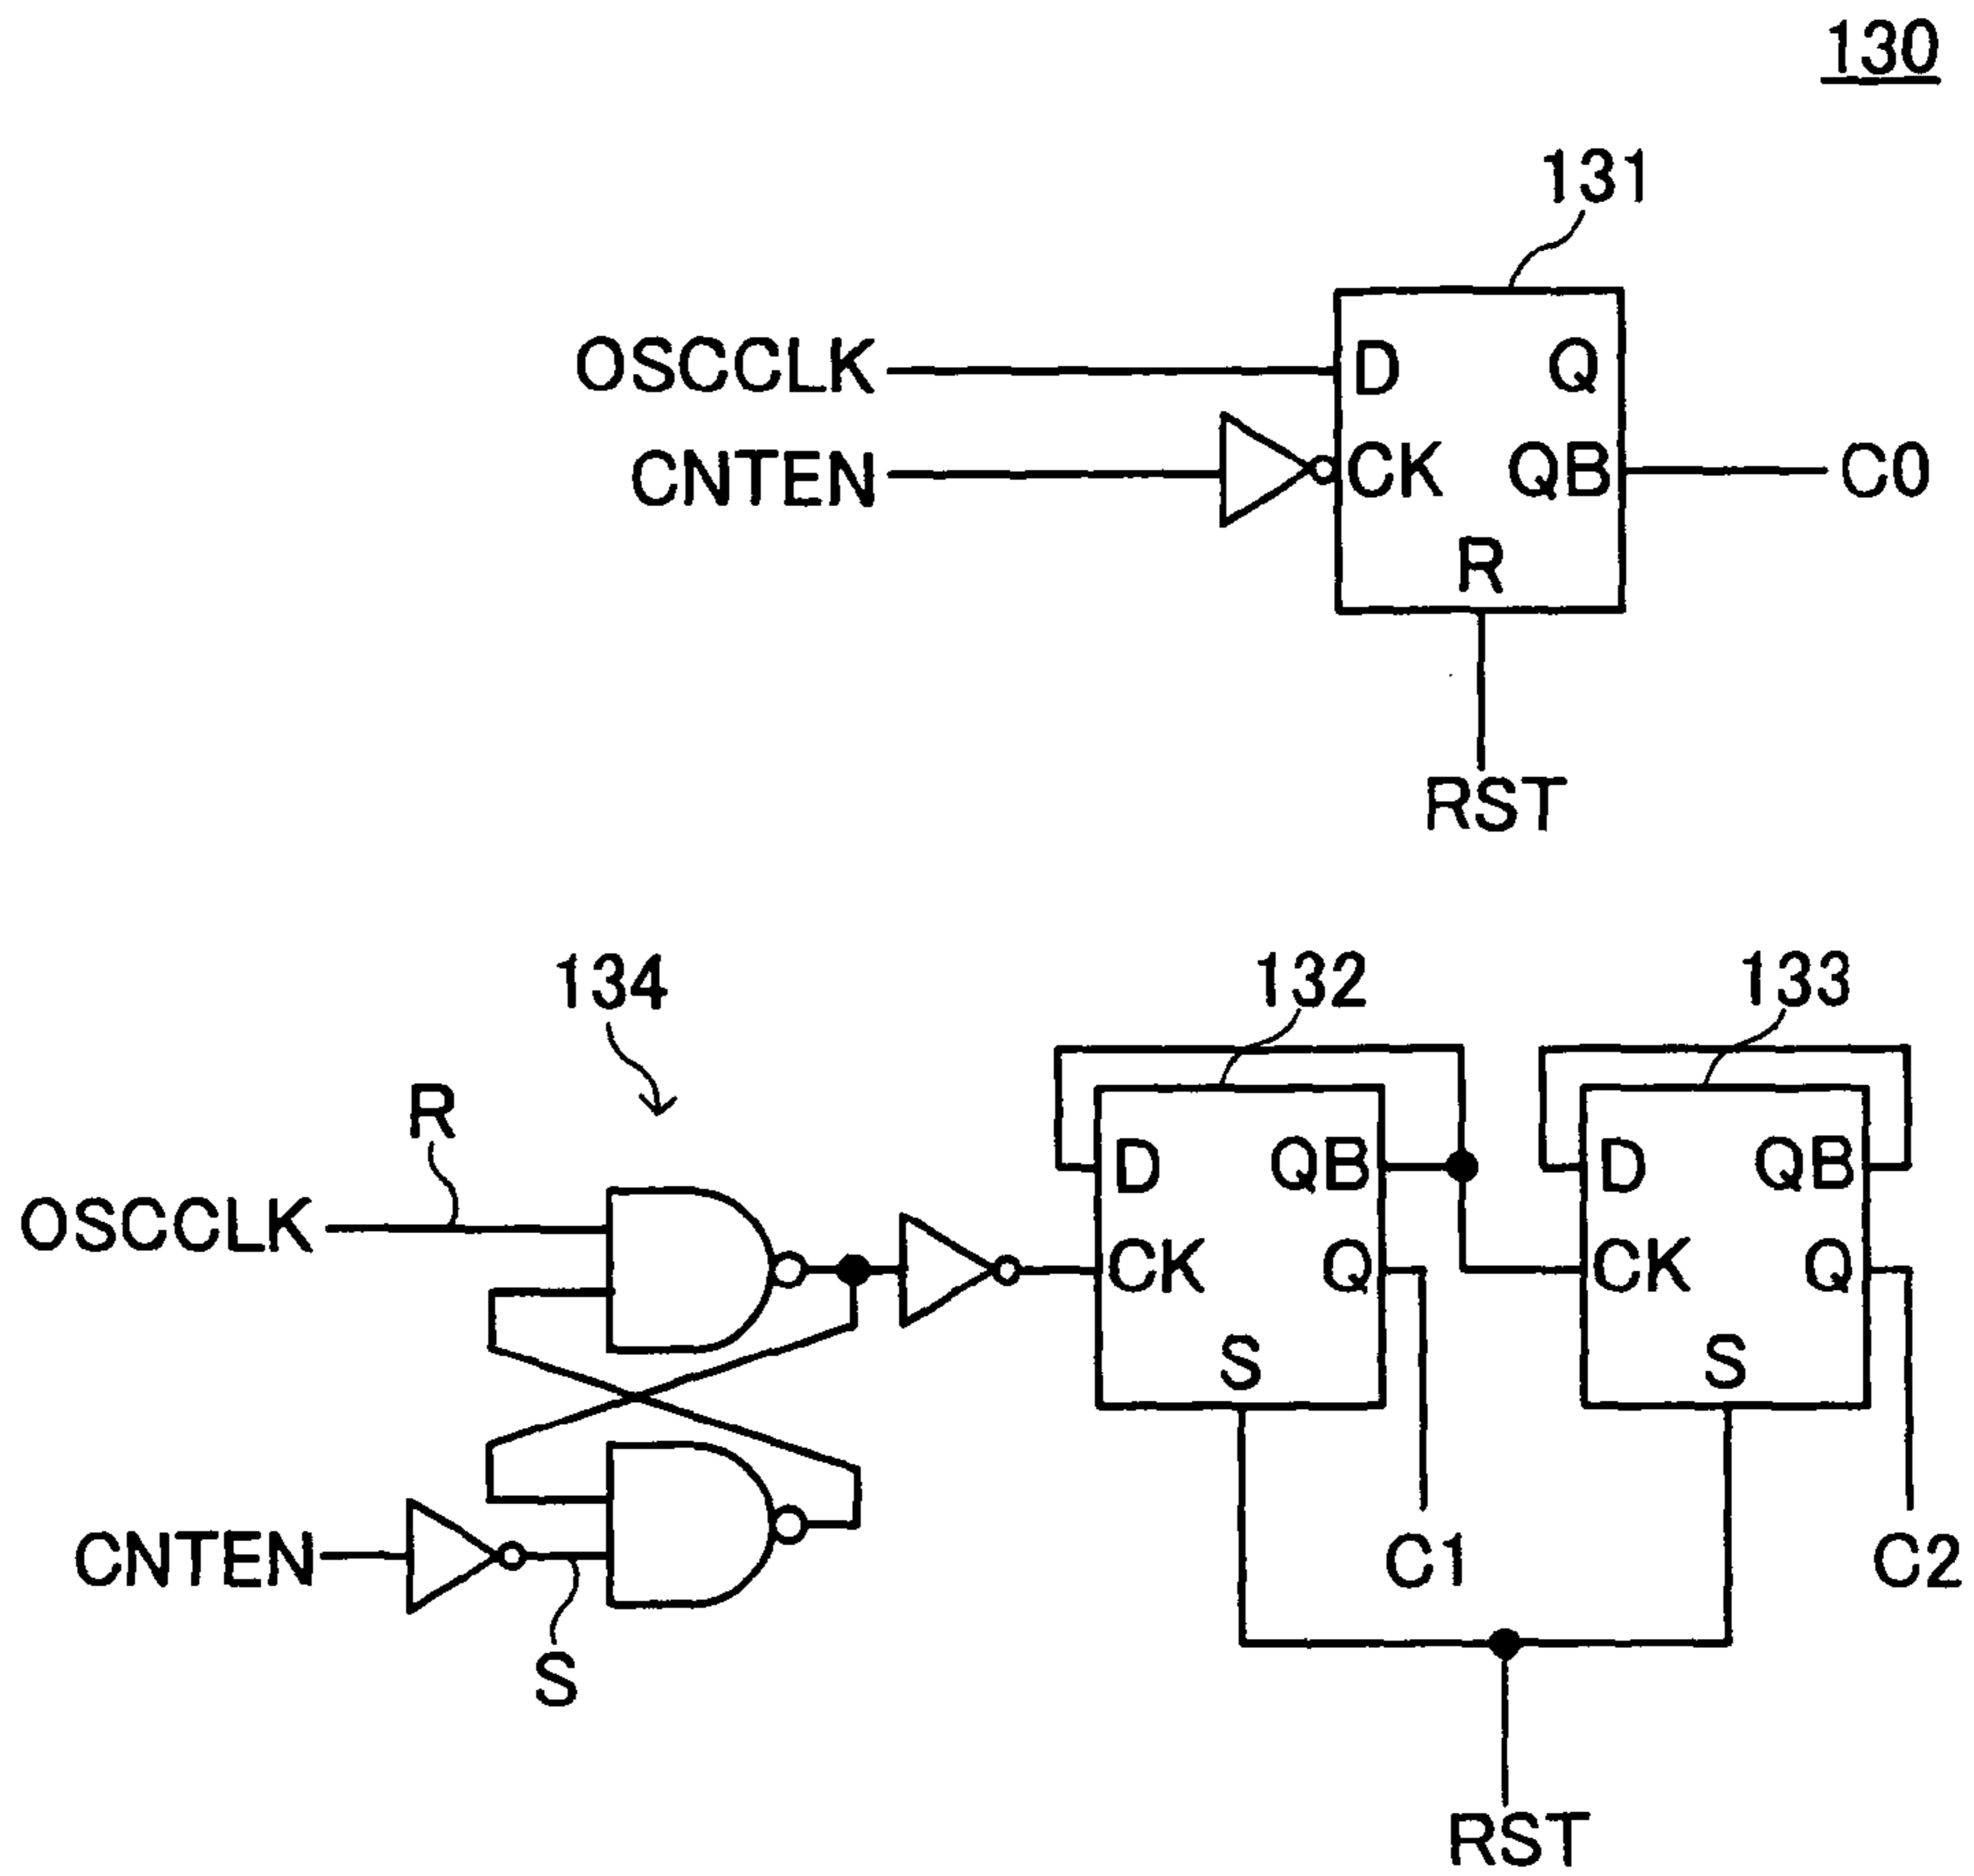 130
131
OSCCLK D Q
CNTEN CK QB C0
R
RST
134 132 133
R
D QB D QB
OSCCLK CK Q CK Q
S S
CNTEN C1 C2
S
RST